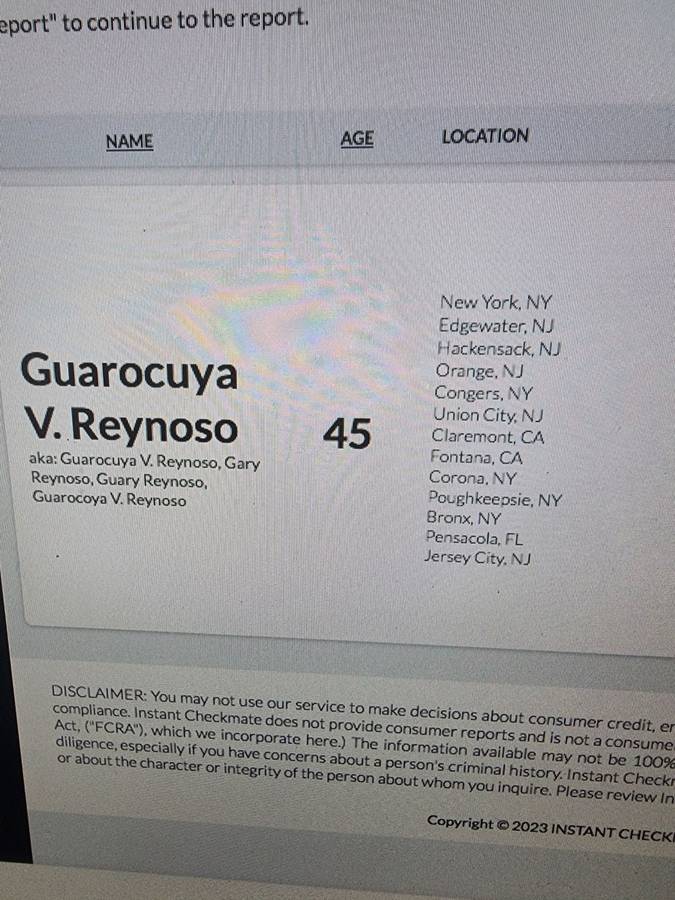 eport" to continue to the report.
NAME AGE LOCATION
Guarocuya
V. Reynoso
aka: Guarocuya V. Reynoso, Gary
Reynoso, Guary Reynoso,
Guarocoya V. Reynoso
45
New York, NY
Edgewater, NJ
Hackensack, NJ
Orange, NJ
Congers, NY
Union City, NJ
Claremont, CA
Fontana, CA
Corona, NY
Poughkeepsie, NY
Bronx, NY
Pensacola, FL
Jersey City, NJ
DISCLAIMER: You may not use our service to make decisions about consumer credit, er
compliance. Instant Checkmate does not provide consumer reports and is not a consume
Act, ("FCRA"), which we incorporate here.) The information available may not be 100%
diligence, especially if you have concerns about a person's criminal history. Instant Check
or about the character or integrity of the person about whom you inquire. Please review In
Copyright © 2023 INSTANT CHECK